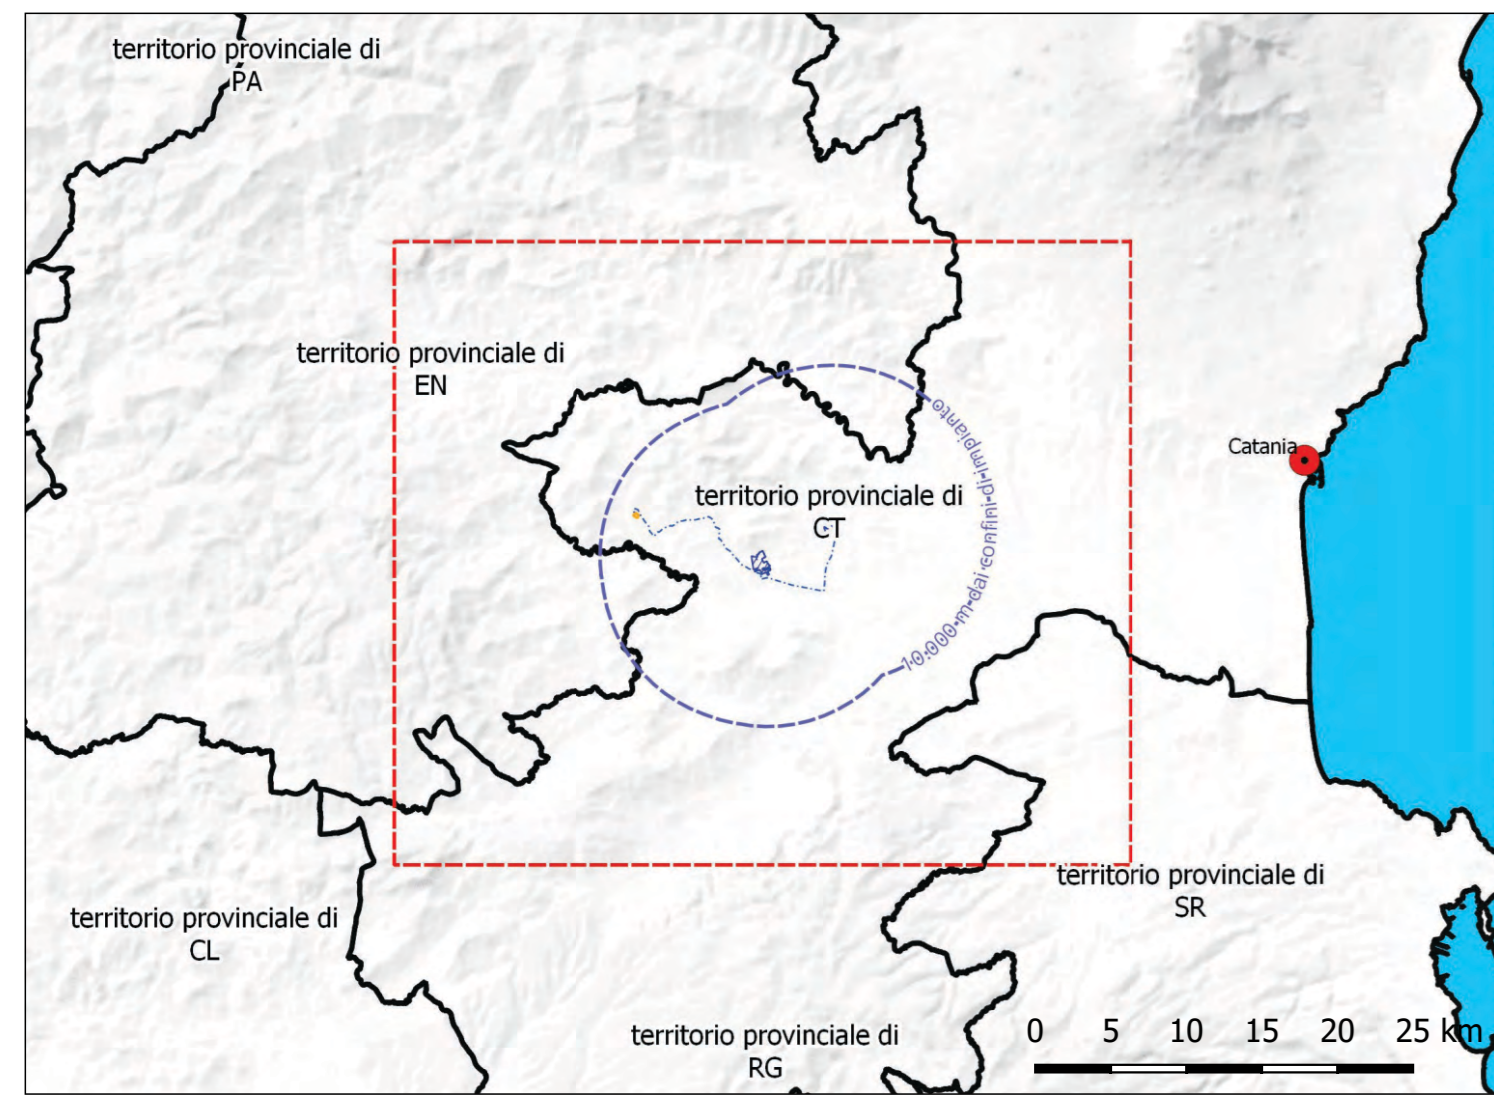 territorio provinciale di
PA
territorio provinciale di
EN
Catania
territorio provinciale di
CT
10.000 m dai confini di impianto
territorio provinciale di
SR
territorio provinciale di
CL
territorio provinciale di
RG
0 5 10 15 20 25 km